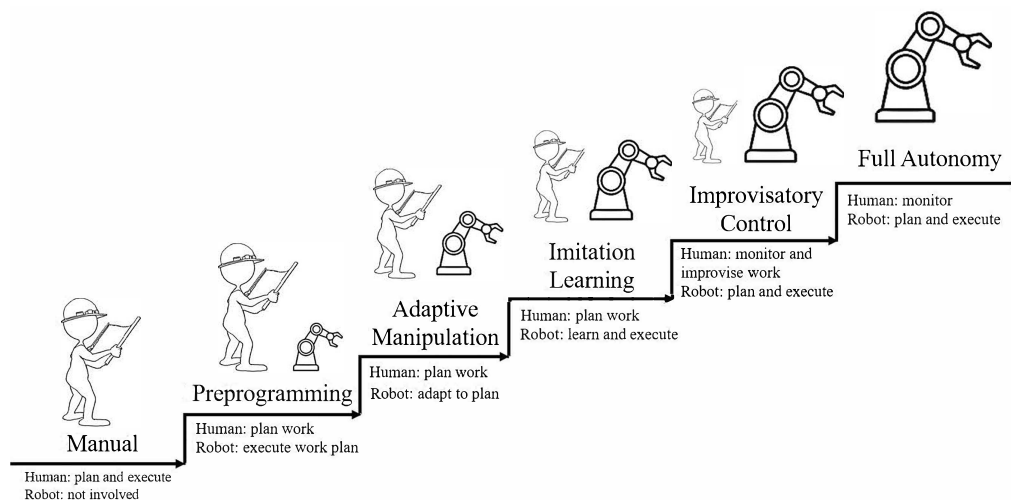 Manual
Human: plan and execute
Robot: not involved
Preprogramming
Human: plan work
Robot: execute work plan
Adaptive
Manipulation
Human: plan work
Robot: adapt to plan
Imitation
Learning
Human: plan work
Robot: learn and execute
Improvisatory
Control
Human: monitor and
improvise work
Robot: plan and execute
Full Autonomy
Human: monitor
Robot: plan and execute